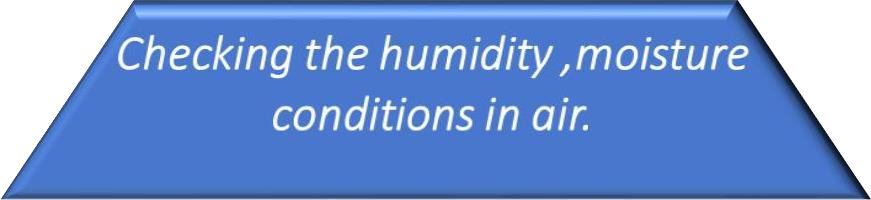 Checking the humidity ,moisture
conditions in air.